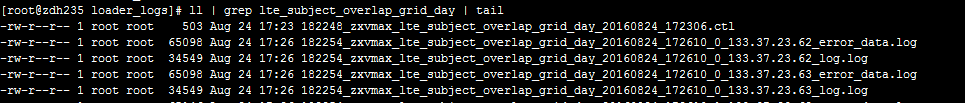 [root@zdh235 loader_logs]# ll | grep lte_subject_overlap_grid_day | tail
-rw-r--r-- 1 root root 503 Aug 24 17:23 182248_zxvmax_lte_subject_overlap_grid_day_20160824_172306.ctl
-rw-r--r-- 1 root root 65098 Aug 24 17:26 182254_zxvmax_lte_subject_overlap_grid_day_20160824_172610_0_133.37.23.62_error_data.log
-rw-r--r-- 1 root root 34549 Aug 24 17:26 182254_zxvmax_lte_subject_overlap_grid_day_20160824_172610_0_133.37.23.62_log.log
-rw-r--r-- 1 root root 65098 Aug 24 17:26 182254_zxvmax_lte_subject_overlap_grid_day_20160824_172610_0_133.37.23.63_error_data.log
-rw-r--r-- 1 root root 34549 Aug 24 17:26 182254_zxvmax_lte_subject_overlap_grid_day_20160824_172610_0_133.37.23.63_log.log